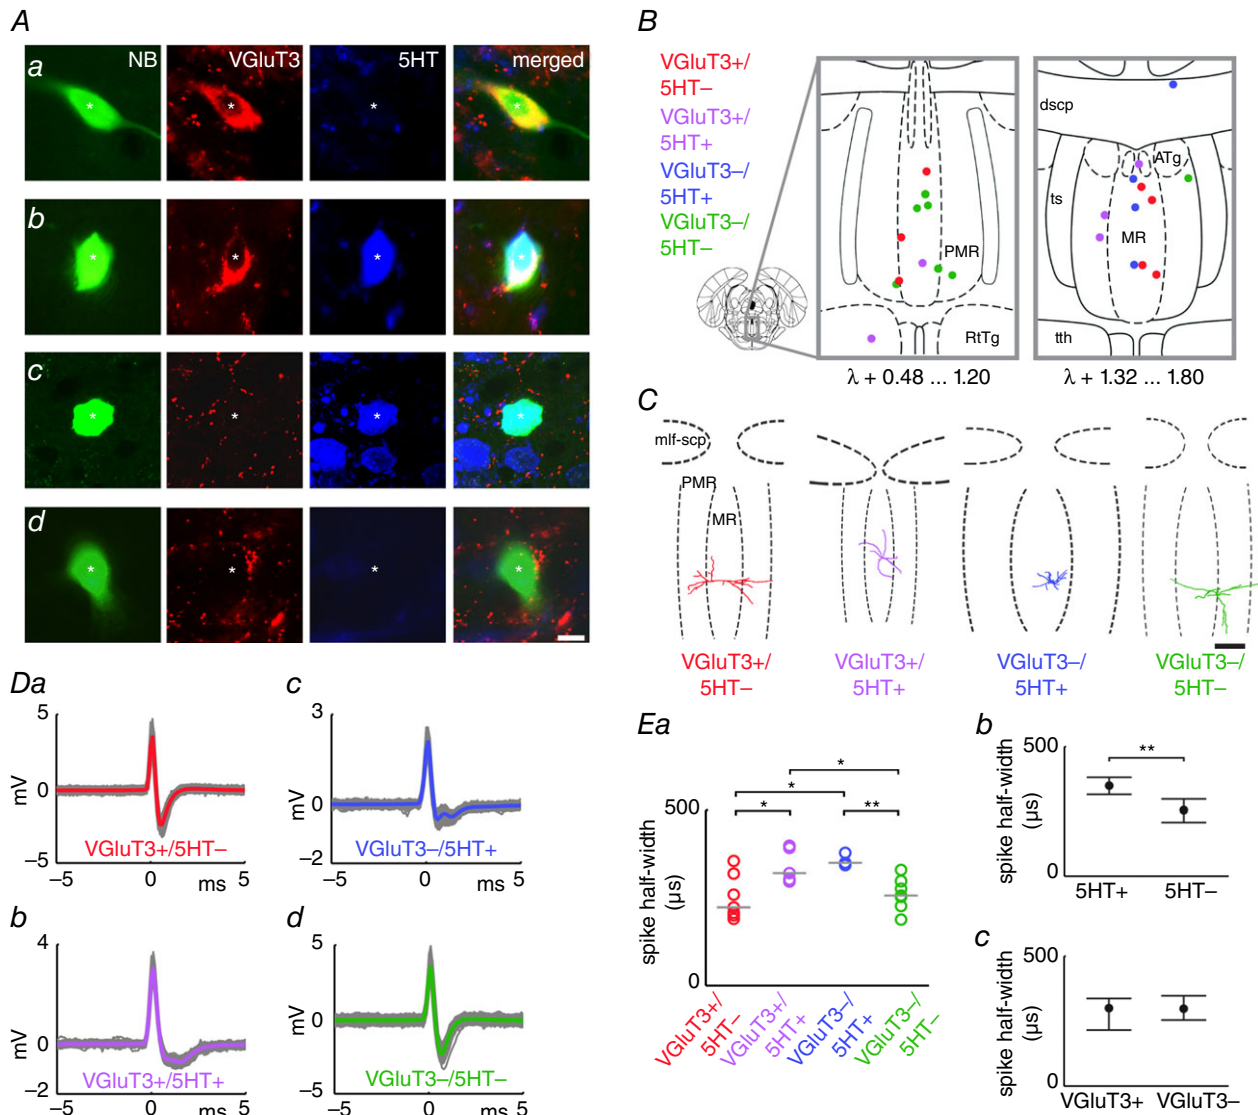 A
a
NB
VGluT3
5HT
merged
*
*
*
*
b
*
*
*
*
c
*
*
*
*
d
*
*
*
*
B
VGluT3+/
5HT–
VGluT3+/
5HT+
VGluT3–/
5HT+
VGluT3–/
5HT–
PMR
RtTg
λ + 0.48 ... 1.20
dscp
ATg
ts
MR
tth
λ + 1.32 ... 1.80
C
mlf-scp
PMR
MR
VGluT3+/
5HT–
VGluT3+/
5HT+
VGluT3–/
5HT+
VGluT3–/
5HT–
Da
5
0
–5
mV
VGluT3+/5HT–
–5 0 ms 5
b
4
0
–2
mV
VGluT3+/5HT+
–5 0 ms 5
c
3
0
–2
mV
VGluT3–/5HT+
–5 0 ms 5
d
5
0
–5
mV
VGluT3–/5HT–
–5 0 ms 5
Ea
spike half-width
(µs)
500
0
*
*
*
**
VGluT3+/
5HT–
VGluT3+/
5HT+
VGluT3–/
5HT+
VGluT3–/
5HT–
b
spike half-width
(µs)
500
0
**
5HT+ 5HT–
c
spike half-width
(µs)
500
0
VGluT3+ VGluT3–